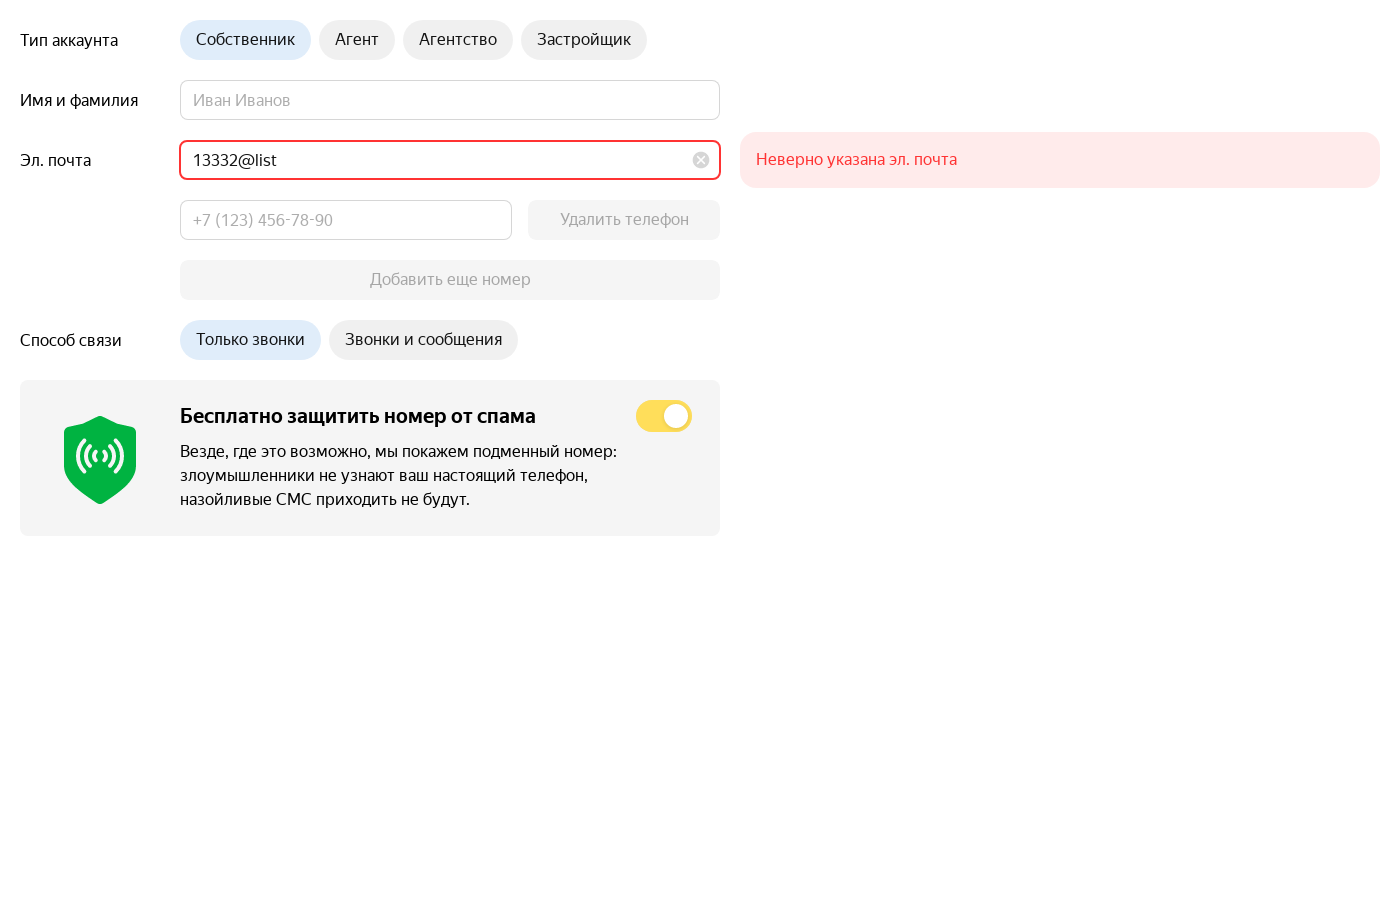 Тип аккаунта
Собственник
Агент
Агентство
Застройщик
Имя и фамилия
Иван Иванов
Эл. почта
13332@list
Неверно указана эл. почта
+7 (123) 456-78-90
Удалить телефон
Добавить еще номер
Способ связи
Только звонки
Звонки и сообщения
Бесплатно защитить номер от спама
Везде, где это возможно, мы покажем подменный номер:
злоумышленники не узнают ваш настоящий телефон,
назойливые СМС приходить не будут.